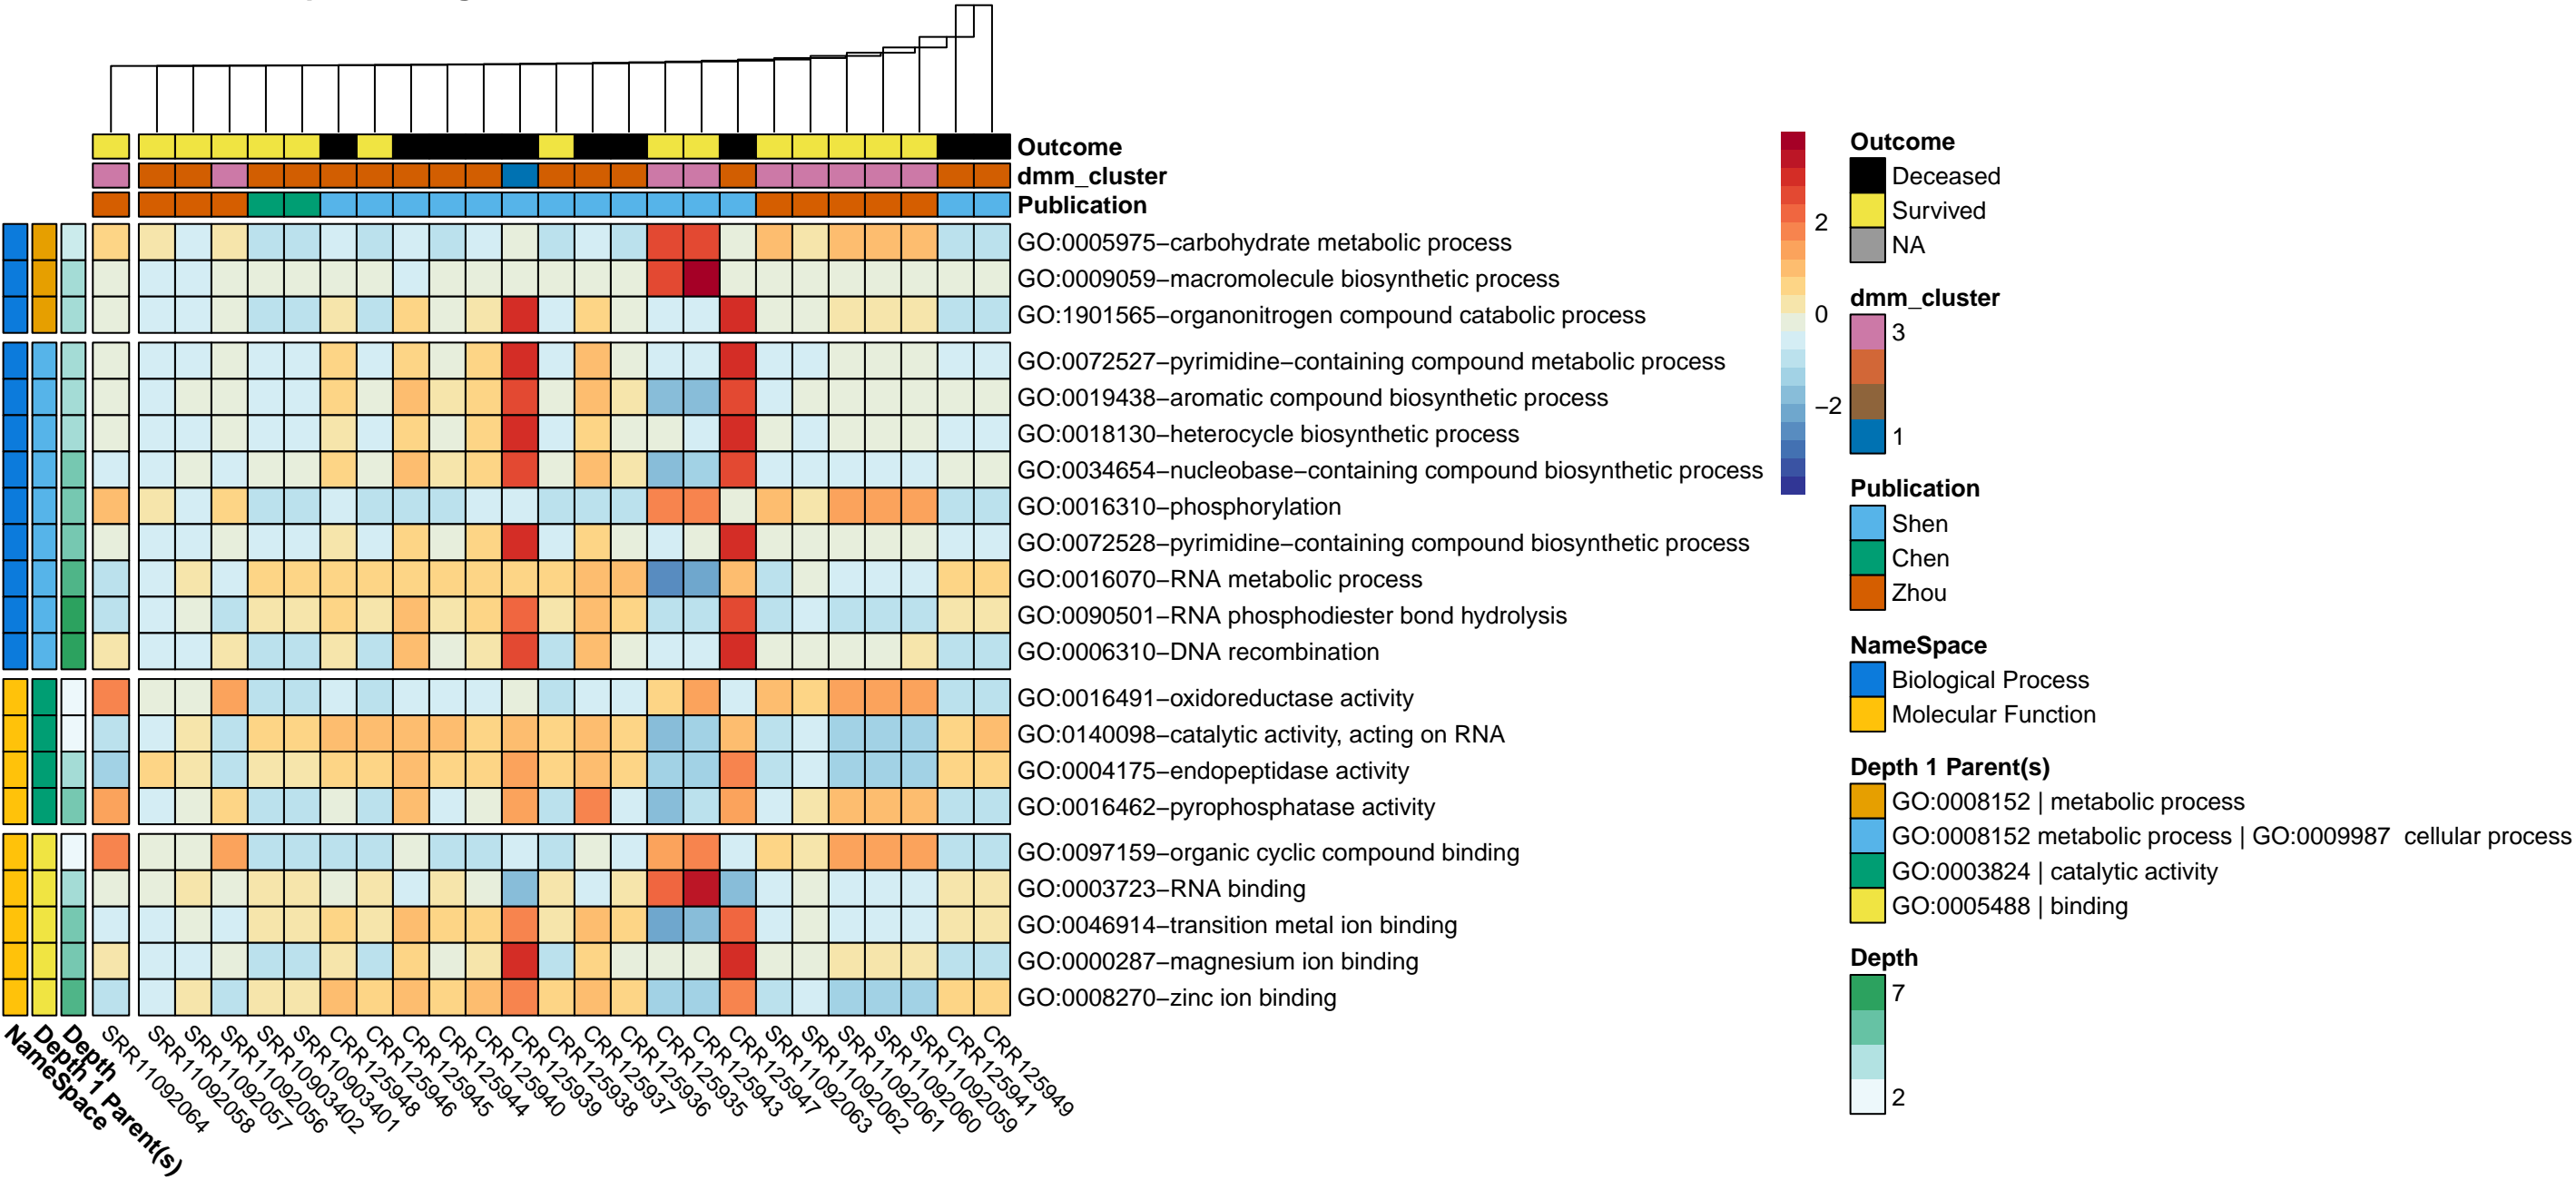 Outcome
dmm_cluster
Publication
GO:0005975−carbohydrate metabolic process
GO:0009059−macromolecule biosynthetic process
GO:1901565−organonitrogen compound catabolic process
GO:0072527−pyrimidine−containing compound metabolic process
GO:0019438−aromatic compound biosynthetic process
GO:0018130−heterocycle biosynthetic process
GO:0034654−nucleobase−containing compound biosynthetic process
GO:0016310−phosphorylation
GO:0072528−pyrimidine−containing compound biosynthetic process
GO:0016070−RNA metabolic process
GO:0090501−RNA phosphodiester bond hydrolysis
GO:0006310−DNA recombination
GO:0016491−oxidoreductase activity
GO:0140098−catalytic activity, acting on RNA
GO:0004175−endopeptidase activity
GO:0016462−pyrophosphatase activity
GO:0097159−organic cyclic compound binding
GO:0003723−RNA binding
GO:0046914−transition metal ion binding
GO:0000287−magnesium ion binding
GO:0008270−zinc ion binding
NameSpace
Depth 1 Parent(s)
Depth
SRR11092064
SRR11092058
SRR11092057
SRR11092056
SRR10903402
SRR10903401
CRR125948
CRR125946
CRR125945
CRR125944
CRR125940
CRR125939
CRR125938
CRR125937
CRR125936
CRR125935
CRR125943
CRR125947
SRR11092063
SRR11092062
SRR11092061
SRR11092060
SRR11092059
CRR125941
CRR125949
2
0
−2
Outcome
Deceased
Survived
NA
dmm_cluster
3
1
Publication
Shen
Chen
Zhou
NameSpace
Biological Process
Molecular Function
Depth 1 Parent(s)
GO:0008152 | metabolic process
GO:0008152 metabolic process | GO:0009987  cellular process
GO:0003824 | catalytic activity
GO:0005488 | binding
Depth
7
2